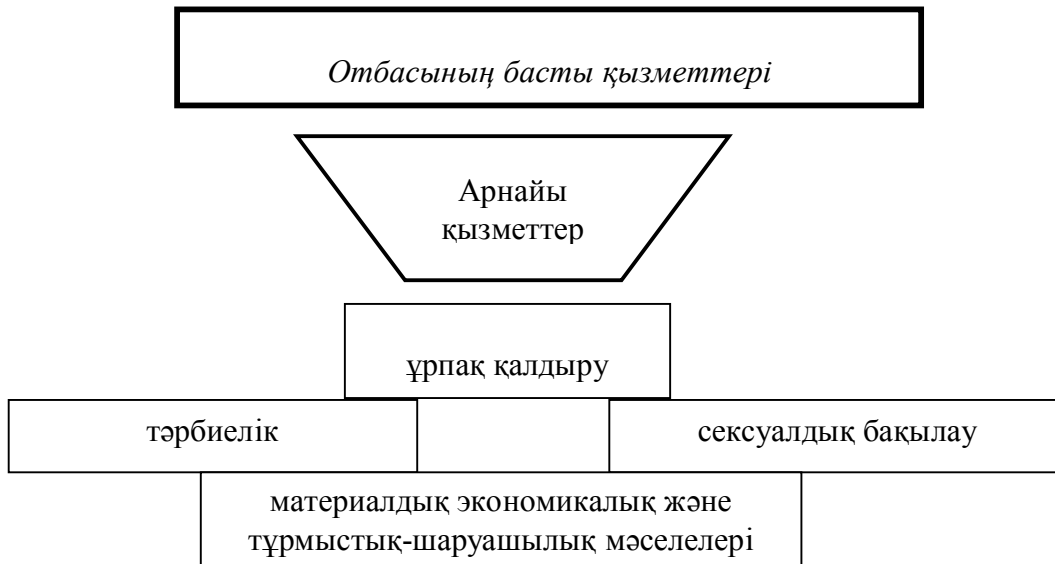 Отбасының басты қызметтері
Арнайы
қызметтер
ұрпақ қалдыру
тәрбиелік
сексуалдық бақылау
материалдық экономикалық және
тұрмыстық-шаруашылық мәселелері